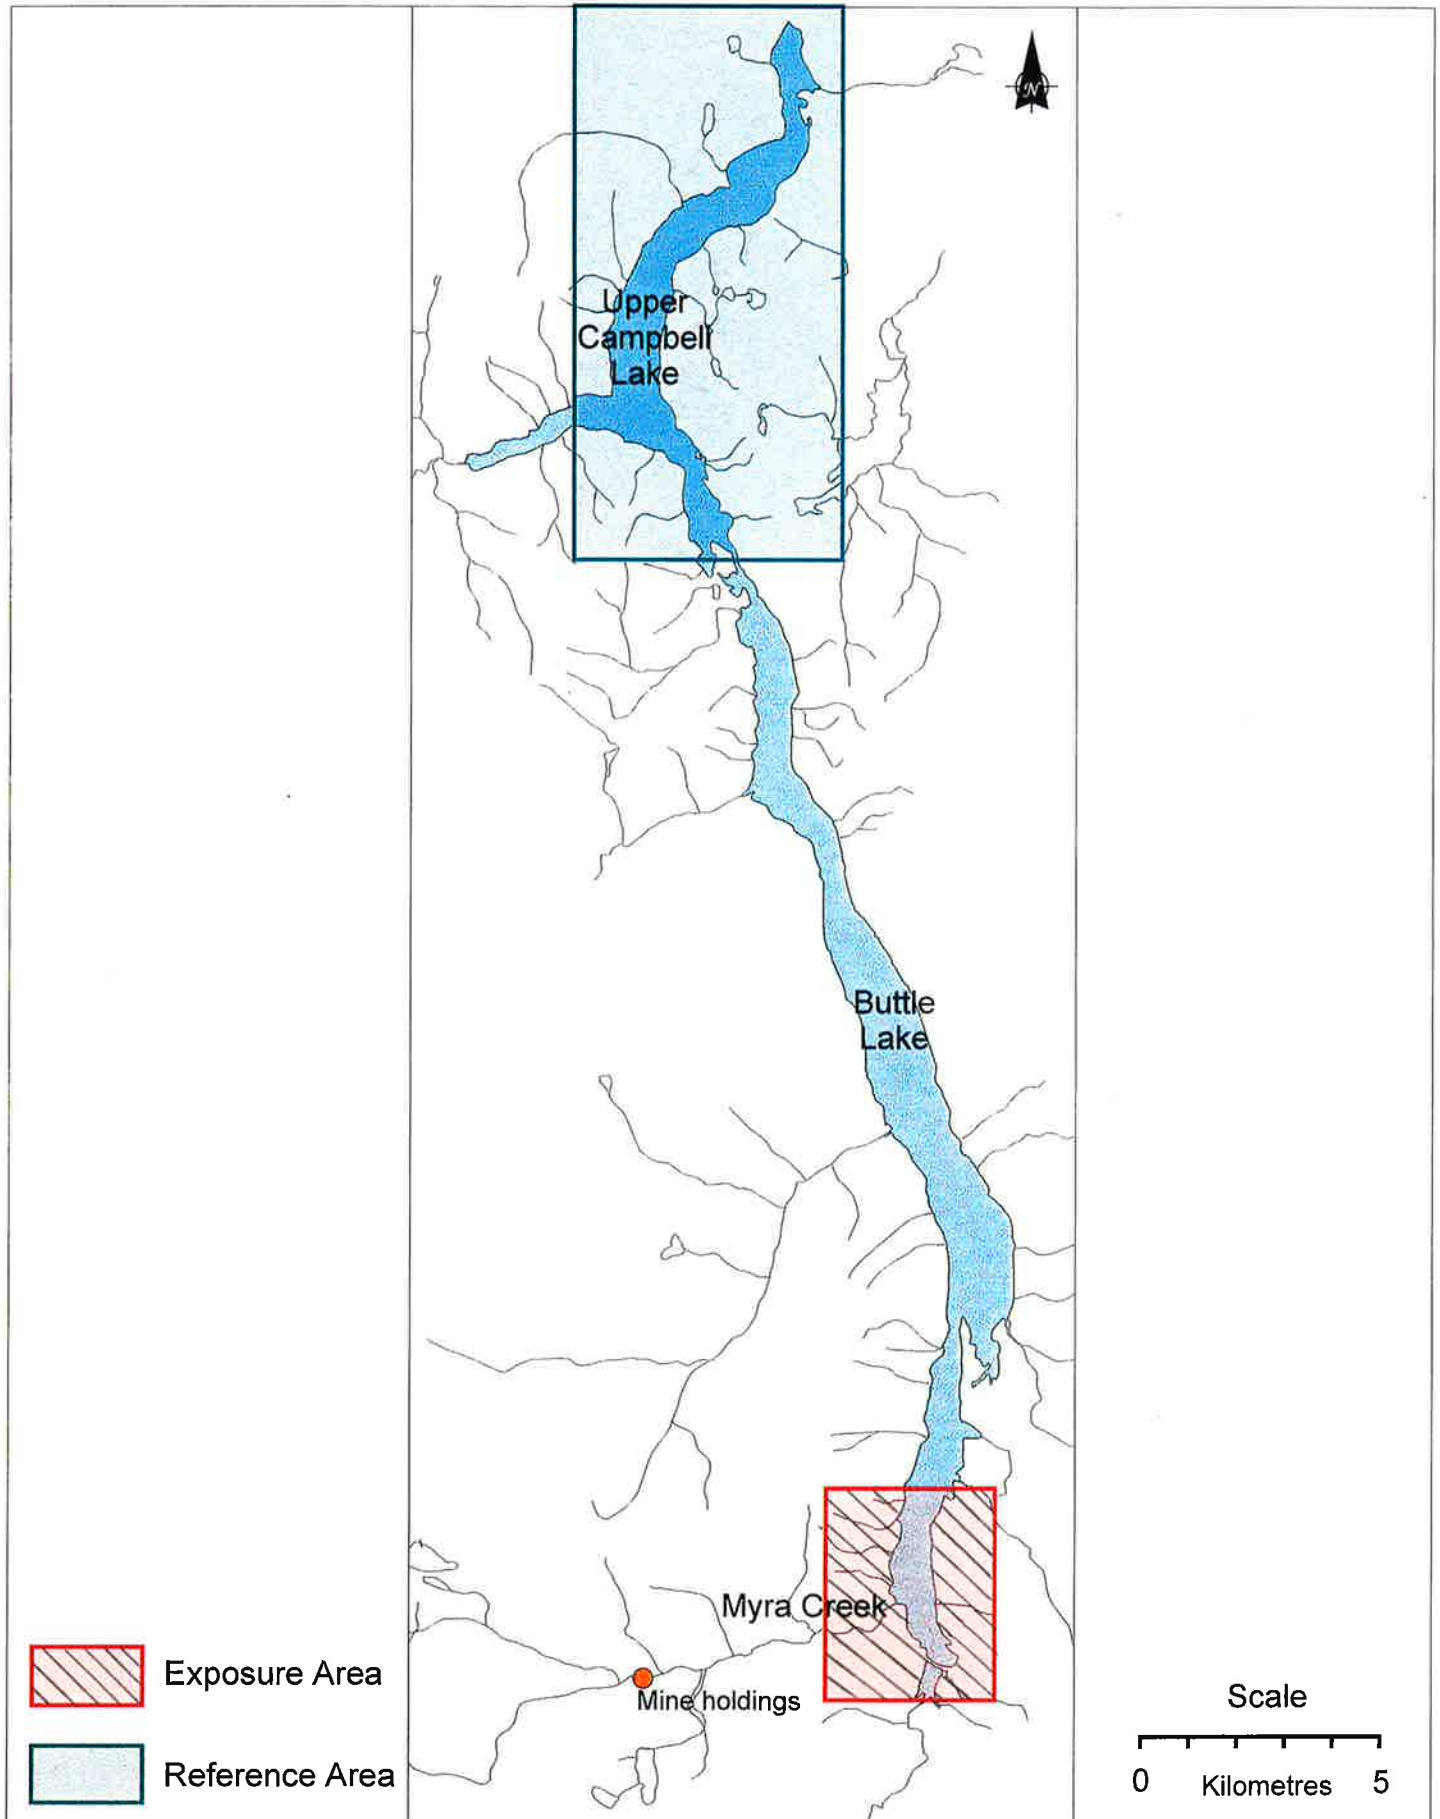 N
Upper
Campbell
Lake
Buttle
Lake
Myra Creek
Mine holdings
Exposure Area
Reference Area
Scale
0 Kilometres 5